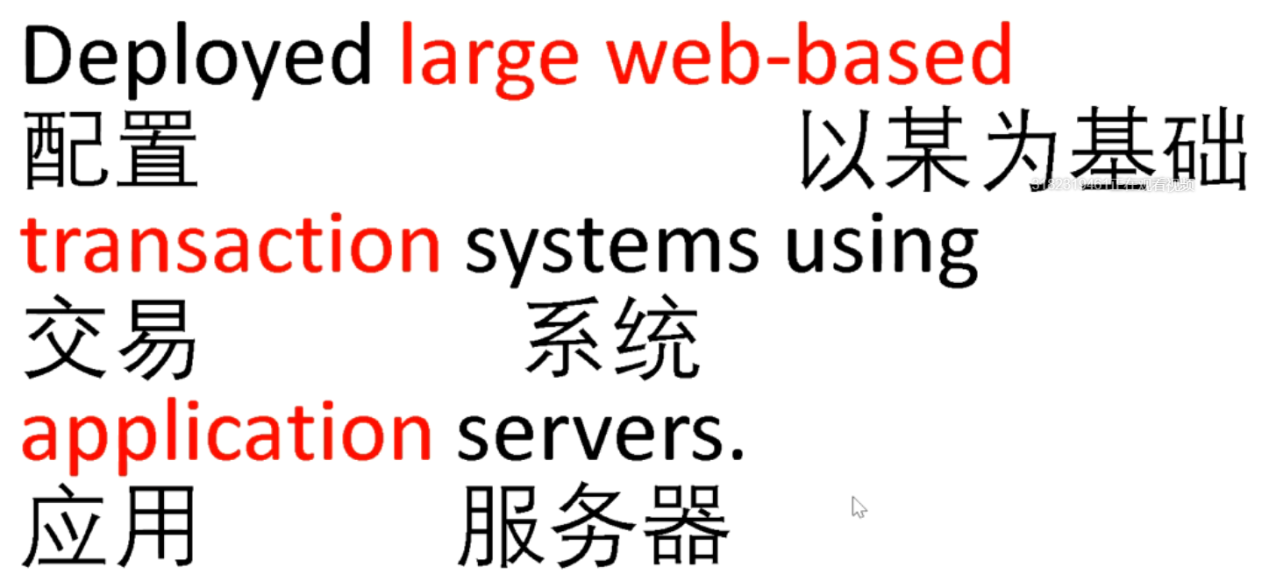 Deployed large web-based
配置 以某为基础
transaction systems using
交易 系统
application servers.
应用 服务器